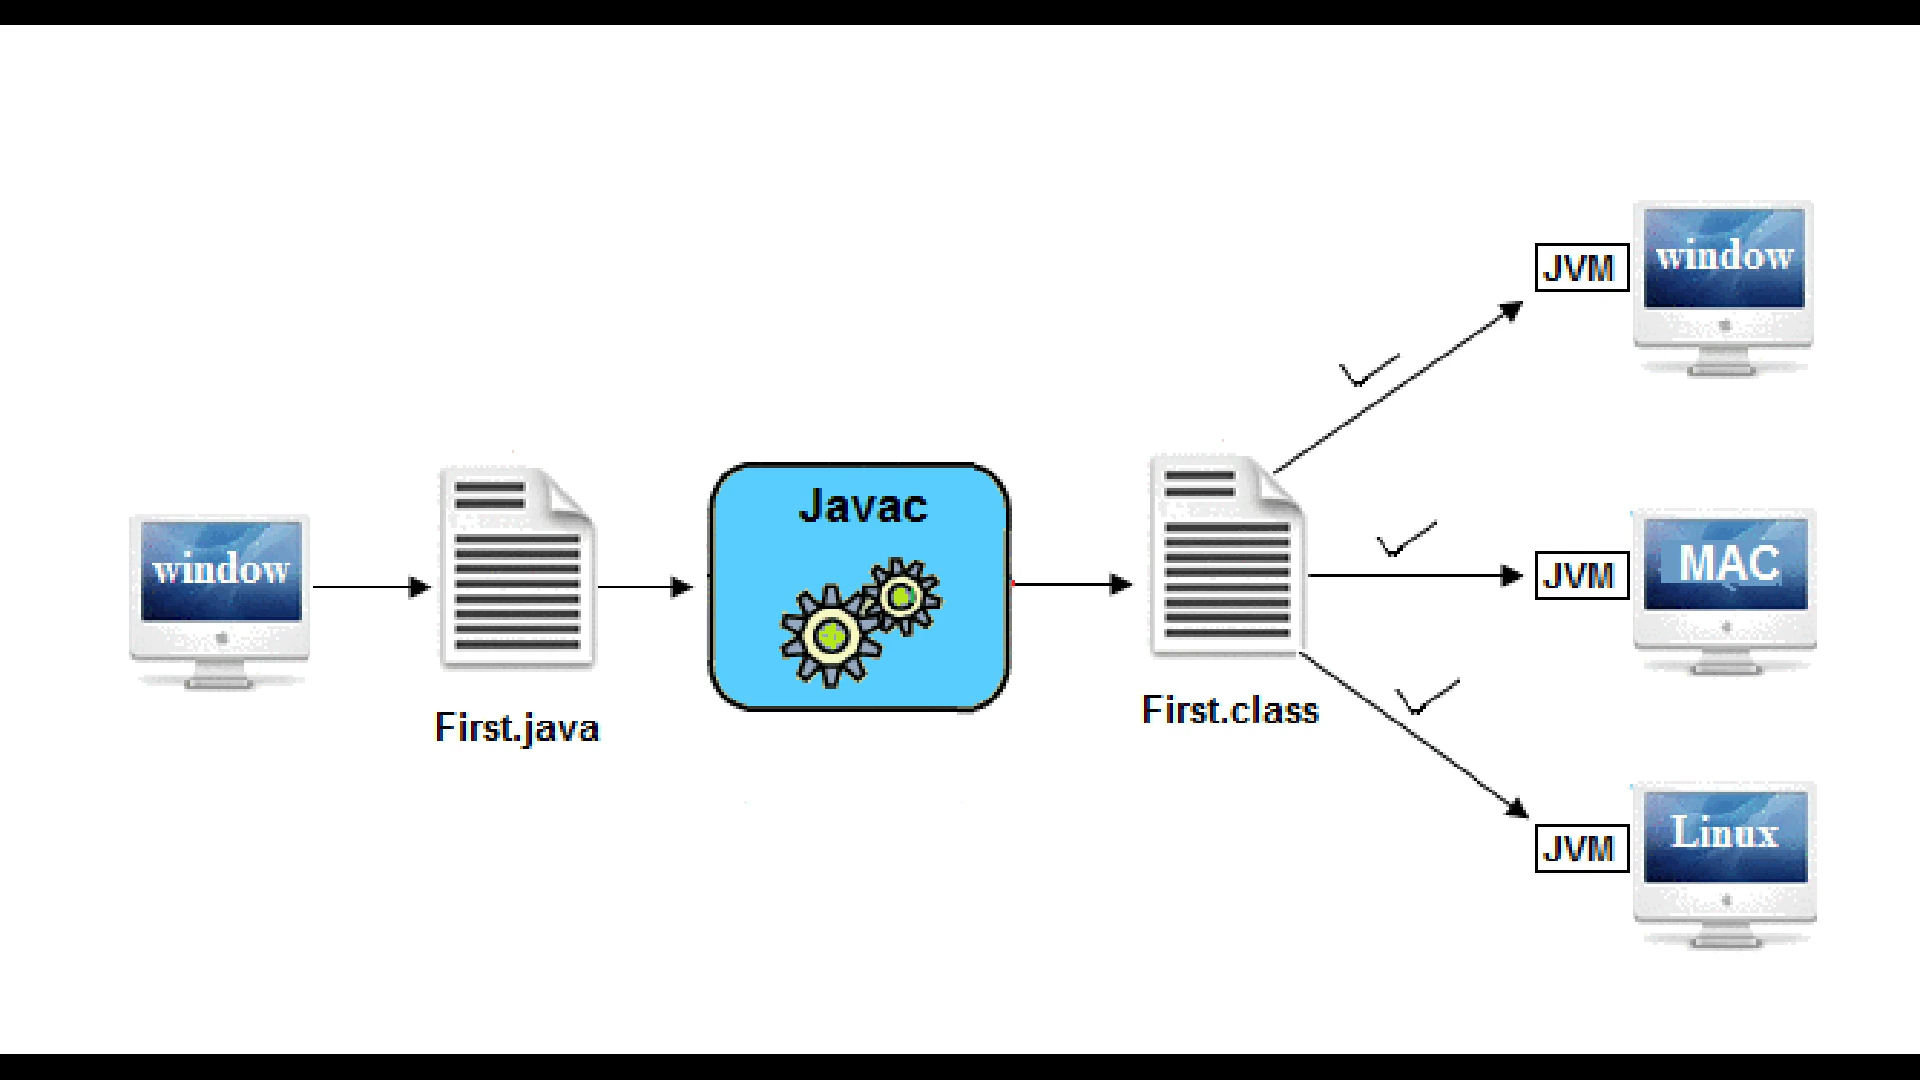 window
First.java
Javac
First.class
JVM
window
JVM
MAC
JVM
Linux